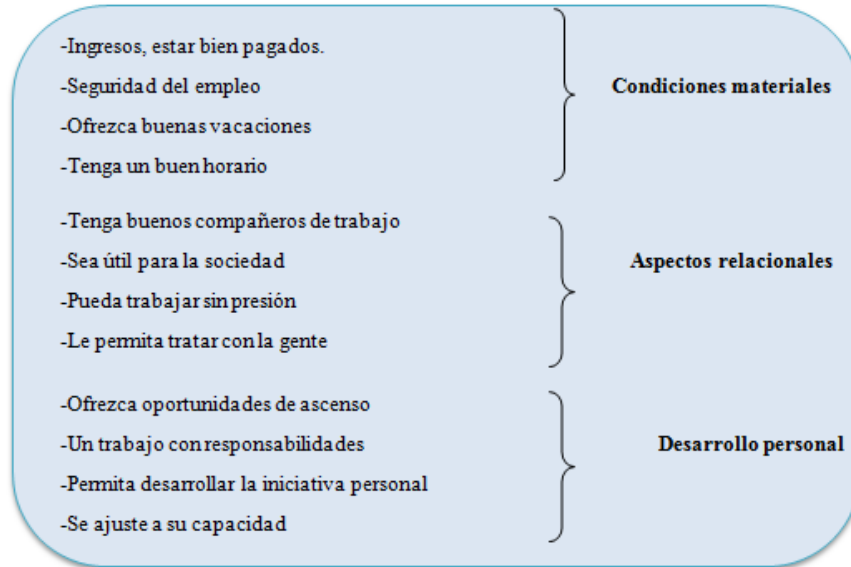 -Ingresos, estar bien pagados.
-Seguridad del empleo
Condiciones materiales
-Ofrezca buenas vacaciones
-Tenga un buen horario
-Tenga buenos compañeros de trabajo
-Sea útil para la sociedad
Aspectos relacionales
-Pueda trabajar sin presión
-Le permita tratar con la gente
-Ofrezca oportunidades de ascenso
-Un trabajo con responsabilidades
Desarrollo personal
-Permita desarrollar la iniciativa personal
-Se ajuste a su capacidad